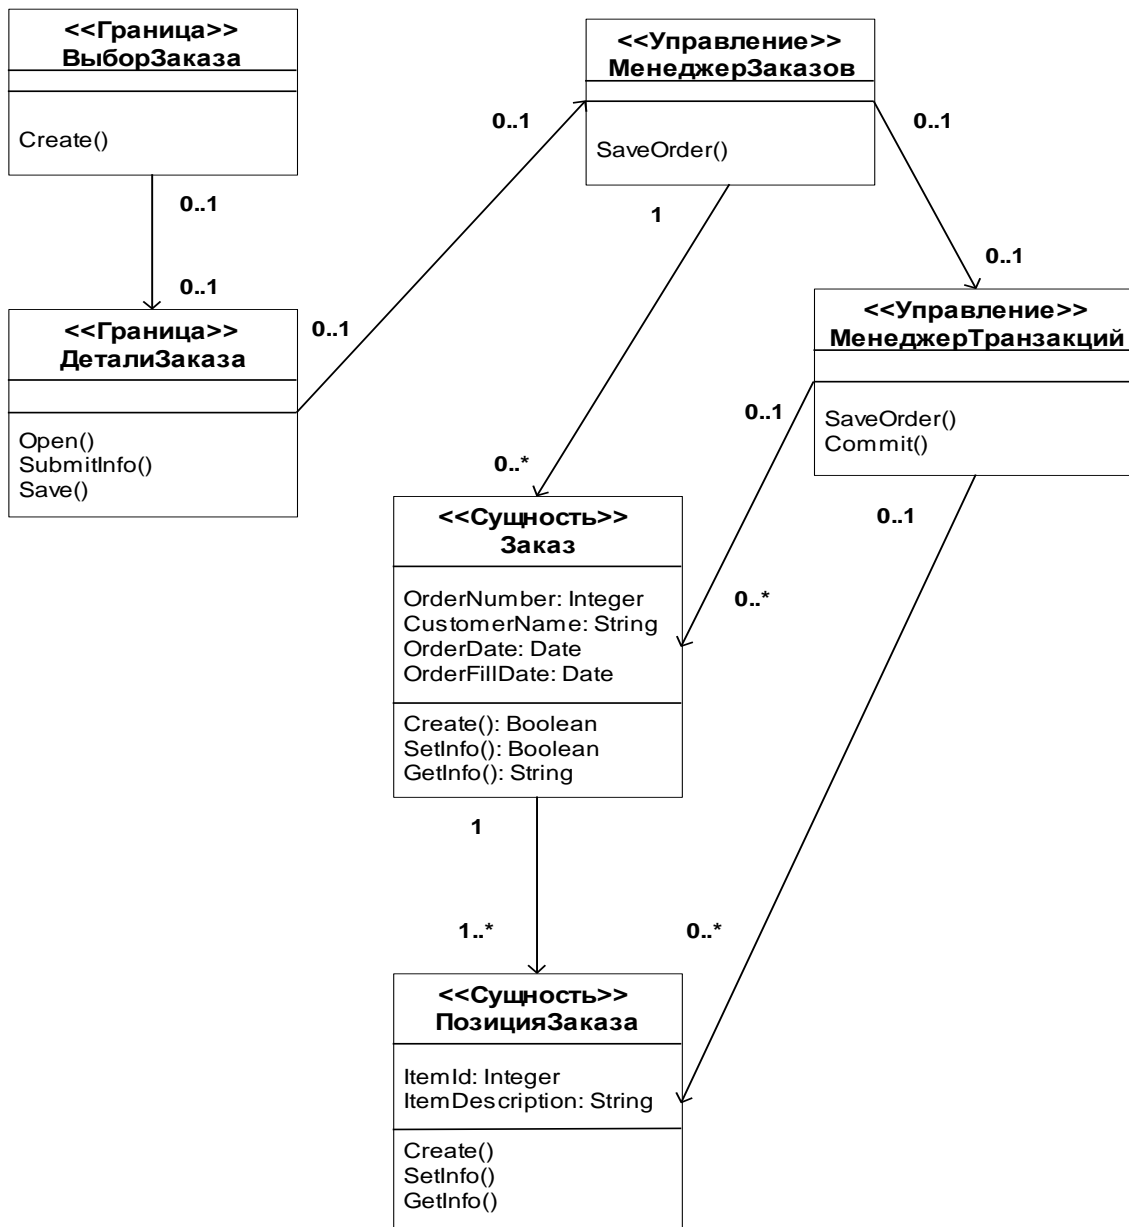 <<Граница>>
ВыборЗаказа
Create()
0..1
0..1
<<Граница>>
ДеталиЗаказа
Open()
SubmitInfo()
Save()
0..1
0..1
<<Управление>>
МенеджерЗаказов
SaveOrder()
0..1
0..1
1
0..*
<<Управление>>
МенеджерТранзакций
SaveOrder()
Commit()
0..1
0..*
0..1
0..*
<<Сущность>>
Заказ
OrderNumber: Integer
CustomerName: String
OrderDate: Date
OrderFillDate: Date
Create(): Boolean
SetInfo(): Boolean
GetInfo(): String
1
1..*
<<Сущность>>
ПозицияЗаказа
ItemId: Integer
ItemDescription: String
Create()
SetInfo()
GetInfo()